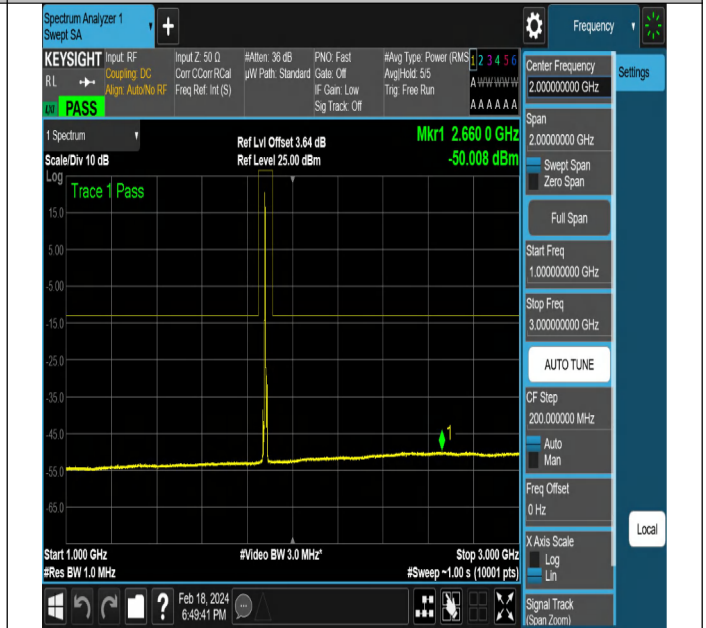 Spectrum Analyzer 1
Swept SA
+
Frequency
KEYSIGHT
RL
LXI PASS
Input: RF
Coupling: DC
Align: Auto/No RF
Input Z: 50 Ω
Corr CCorr RCal
Freq Ref: Int (S)
#Atten: 36 dB
µW Path: Standard
PNO: Fast
Gate: Off
IF Gain: Low
Sig Track: Off
#Avg Type: Power (RMS
Avg|Hold: 5/5
Trig: Free Run
1 2 3 4 5 6
A W W W W W
A A A A A A
1 Spectrum
Scale/Div 10 dB
Ref Lvl Offset 3.64 dB
Ref Level 25.00 dBm
Mkr1 2.660 0 GHz
-50.008 dBm
Log
Trace 1 Pass
15.0
5.00
-5.00
-15.0
-25.0
-35.0
-45.0
-55.0
-65.0
1
Start 1.000 GHz
#Res BW 1.0 MHz
#Video BW 3.0 MHz*
Stop 3.000 GHz
#Sweep ~1.00 s (10001 pts)
Center Frequency
2.000000000 GHz
Settings
Span
2.00000000 GHz
Swept Span
Zero Span
Full Span
Start Freq
1.000000000 GHz
Stop Freq
3.000000000 GHz
AUTO TUNE
CF Step
200.000000 MHz
Auto
Man
Freq Offset
0 Hz
X Axis Scale
Log
Lin
Signal Track
(Span Zoom)
Local
?
Feb 18, 2024
6:49:41 PM